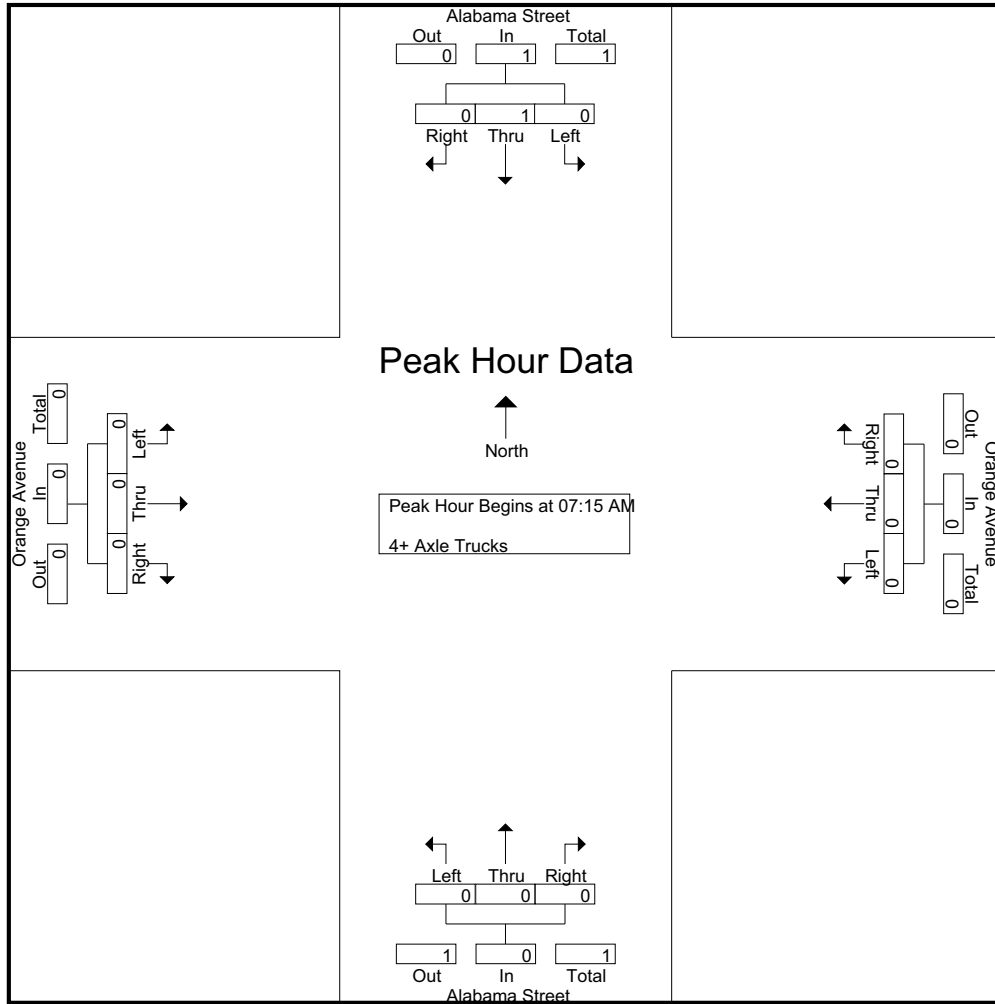 Alabama Street
Out In Total
0 1 1
0 1 0
Right Thru Left
Peak Hour Data
North
Peak Hour Begins at 07:15 AM
4+ Axle Trucks
Orange Avenue
Total In Out
0 0 0
0 0 0
Left Thru Right
Orange Avenue
Out In Total
0 0 0
0 0 0
Right Thru Left
Left Thru Right
0 0 0
1 0 1
Out In Total
Alabama Street